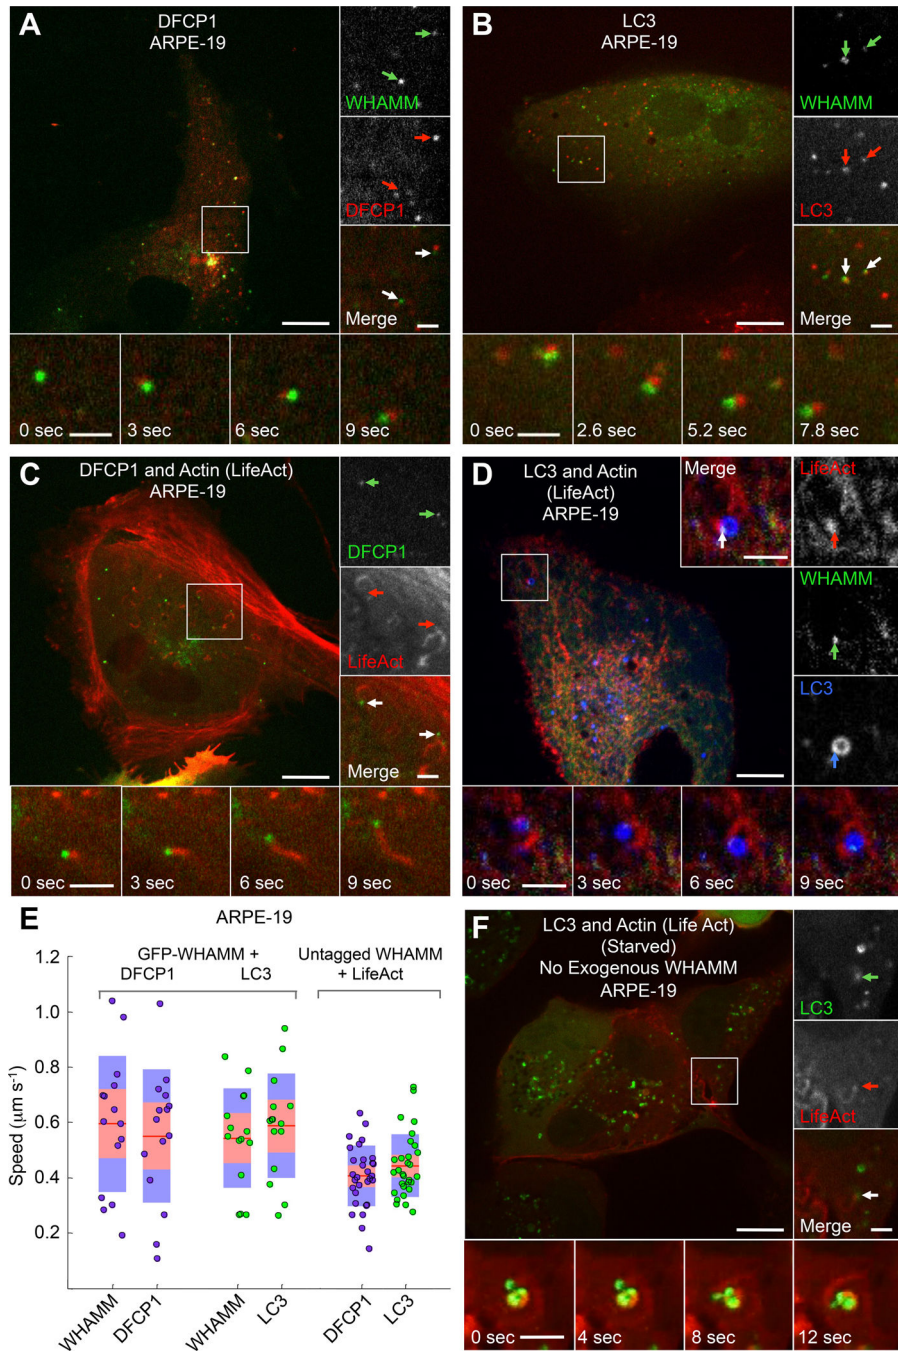 A
DFCP1
ARPE-19
WHAMM
DFCP1
Merge
0 sec
3 sec
6 sec
9 sec
B
LC3
ARPE-19
WHAMM
LC3
Merge
0 sec
2.6 sec
5.2 sec
7.8 sec
C
DFCP1 and Actin (LifeAct)
ARPE-19
DFCP1
LifeAct
Merge
0 sec
3 sec
6 sec
9 sec
D
LC3 and Actin
(LifeAct)
ARPE-19
Merge
LifeAct
WHAMM
LC3
0 sec
3 sec
6 sec
9 sec
E
ARPE-19
GFP-WHAMM +
DFCP1 LC3
Untagged WHAMM
+ LifeAct
Speed (µm s-1)
1.2
1.0
0.8
0.6
0.4
0.2
WHAMM
DFCP1
WHAMM
LC3
DFCP1
LC3
F
LC3 and Actin (Life Act)
(Starved)
No Exogenous WHAMM
ARPE-19
LC3
LifeAct
Merge
0 sec
4 sec
8 sec
12 sec